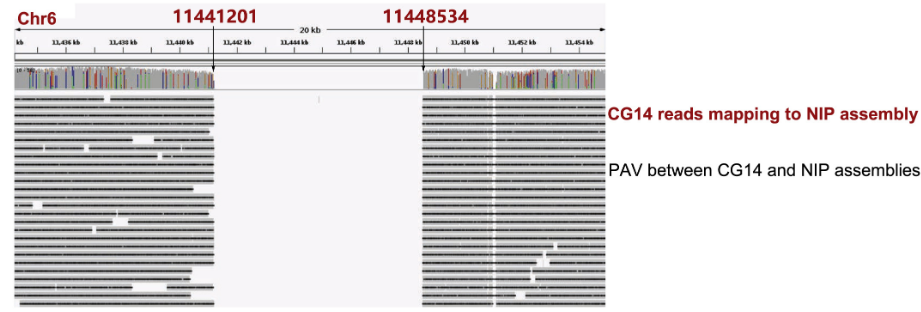 Chr6 11441201 11448534
20 kb
kb 11,436 kb 11,438 kb 11,440 kb 11,442 kb 11,444 kb 11,446 kb 11,448 kb 11,450 kb 11,452 kb 11,454 kb
CG14 reads mapping to NIP assembly
PAV between CG14 and NIP assemblies